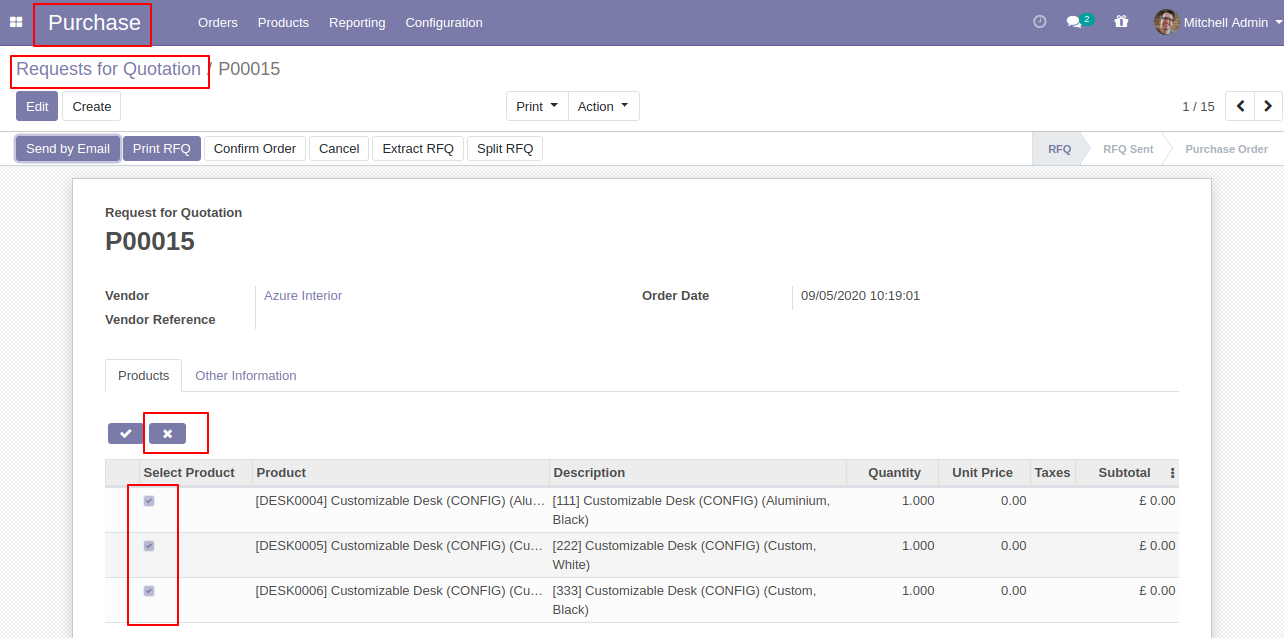 Purchase Orders Products Reporting Configuration 2 Mitchell Admin
Requests for Quotation / P00015
Edit Create Print Action 1 / 15
Send by Email Print RFQ Confirm Order Cancel Extract RFQ Split RFQ RFQ RFQ Sent Purchase Order
Request for Quotation
P00015
Vendor Azure Interior Order Date 09/05/2020 10:19:01
Vendor Reference
Products Other Information
Select Product Product Description Quantity Unit Price Taxes Subtotal
[DESK0004] Customizable Desk (CONFIG) (Alu… [111] Customizable Desk (CONFIG) (Aluminium, 1.000 0.00 £ 0.00
Black)
[DESK0005] Customizable Desk (CONFIG) (Cu… [222] Customizable Desk (CONFIG) (Custom, 1.000 0.00 £ 0.00
White)
[DESK0006] Customizable Desk (CONFIG) (Cu… [333] Customizable Desk (CONFIG) (Custom, 1.000 0.00 £ 0.00
Black)